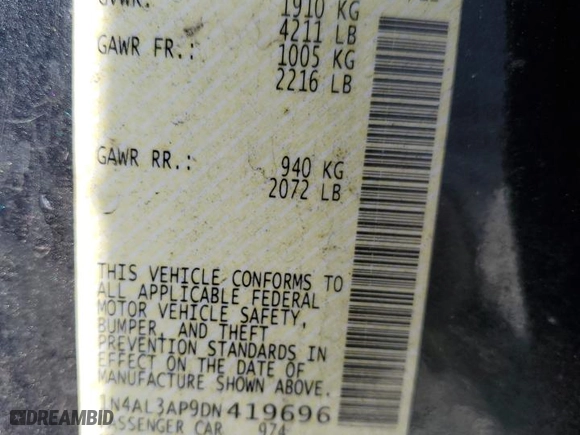 GVWR: 1910 KG
4211 LB
GAWR FR.: 1005 KG
2216 LB
GAWR RR.: 940 KG
2072 LB
THIS VEHICLE CONFORMS TO
ALL APPLICABLE FEDERAL
MOTOR VEHICLE SAFETY,
BUMPER, AND THEFT
PREVENTION STANDARDS IN
EFFECT ON THE DATE OF
MANUFACTURE SHOWN ABOVE.
1N4AL3AP9DN419696
PASSENGER CAR 974
DREAMBID